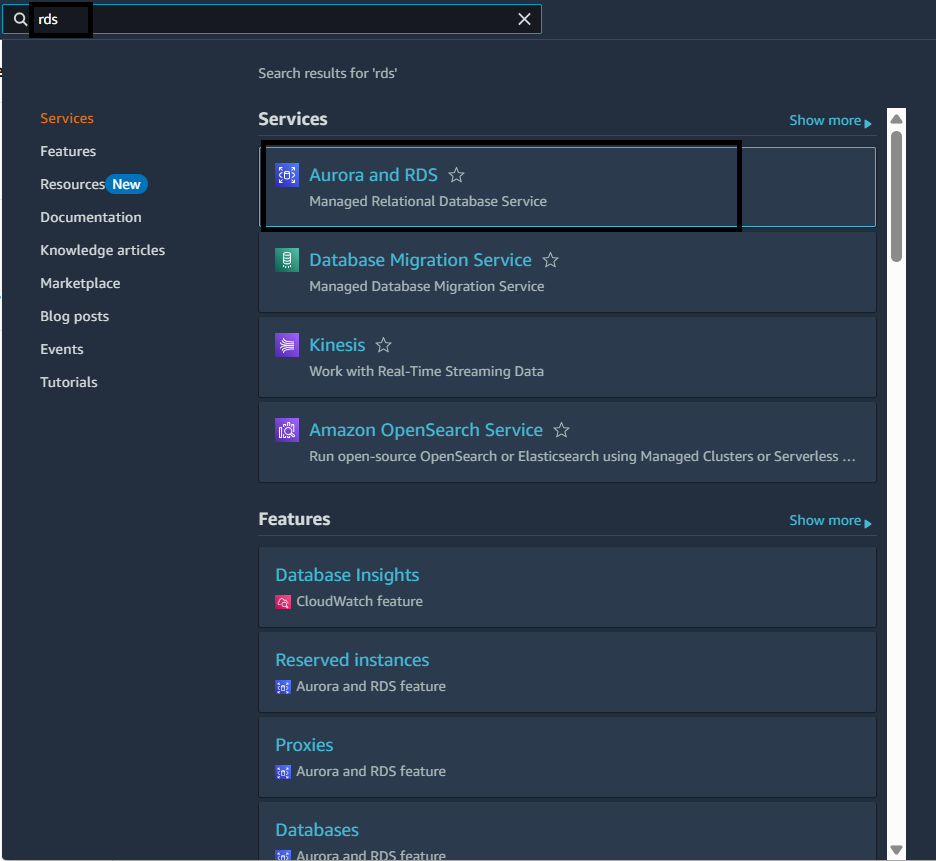 rds
Search results for 'rds'
Services
Features
Resources New
Documentation
Knowledge articles
Marketplace
Blog posts
Events
Tutorials
Services
Show more
Aurora and RDS
Managed Relational Database Service
Database Migration Service
Managed Database Migration Service
Kinesis
Work with Real-Time Streaming Data
Amazon OpenSearch Service
Run open-source OpenSearch or Elasticsearch using Managed Clusters or Serverless ...
Features
Show more
Database Insights
CloudWatch feature
Reserved instances
Aurora and RDS feature
Proxies
Aurora and RDS feature
Databases
Aurora and RDS feature